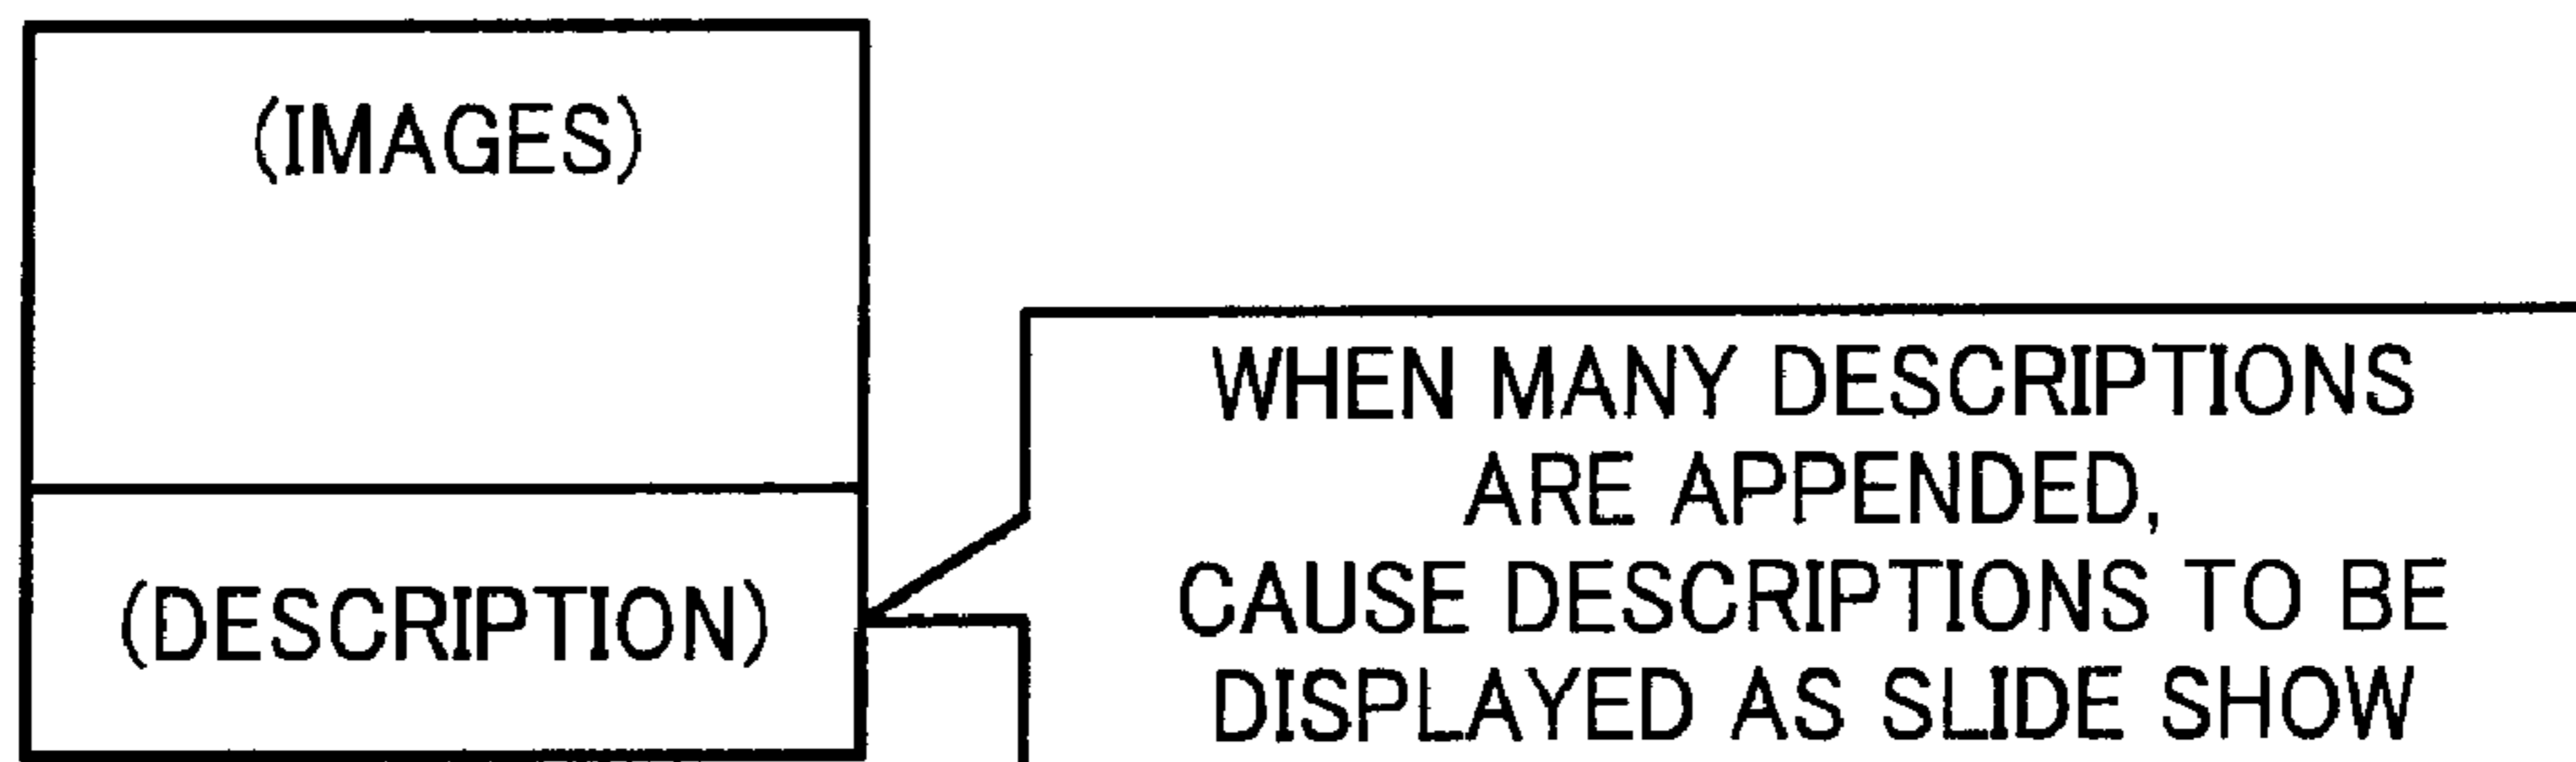 (IMAGES)
(DESCRIPTION)
WHEN MANY DESCRIPTIONS
ARE APPENDED,
CAUSE DESCRIPTIONS TO BE
DISPLAYED AS SLIDE SHOW